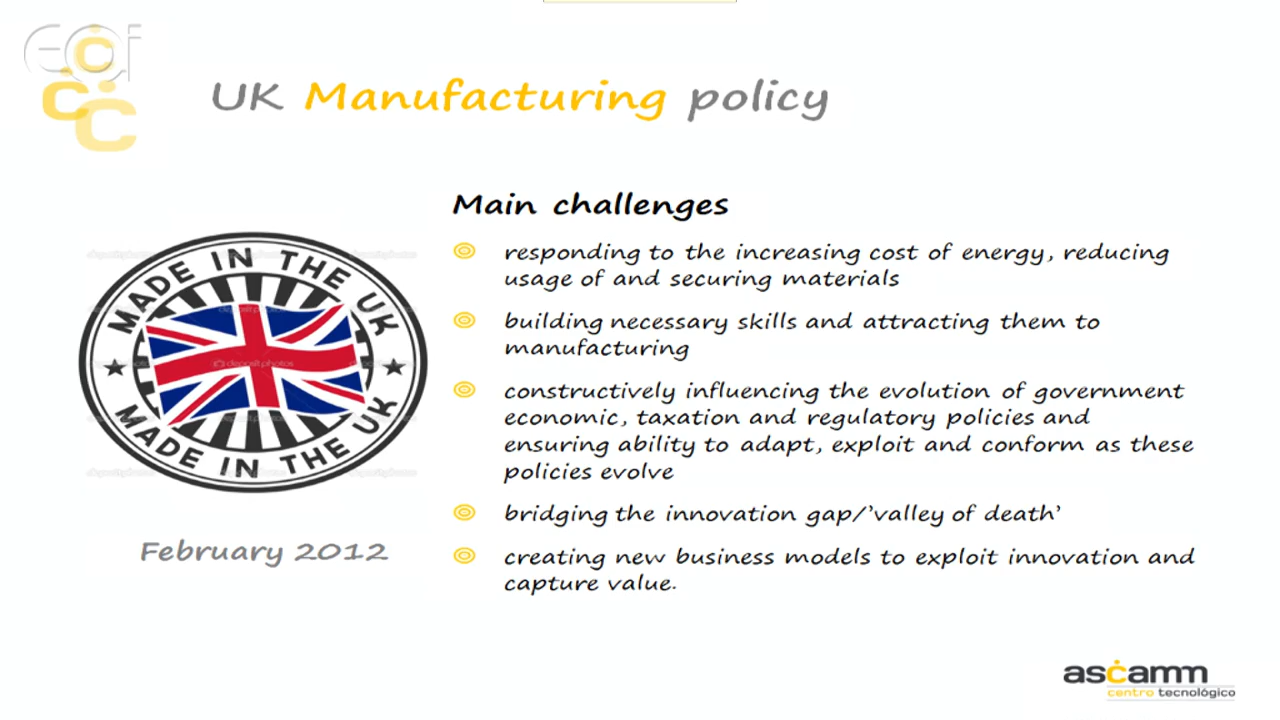 UK Manufacturing policy
Main challenges
responding to the increasing cost of energy, reducing
usage of and securing materials
building necessary skills and attracting them to
manufacturing
constructively influencing the evolution of government
economic, taxation and regulatory policies and
ensuring ability to adapt, exploit and conform as these
policies evolve
bridging the innovation gap/'valley of death'
creating new business models to exploit innovation and
capture value.
MADE IN THE UK
MADE IN THE UK
depositphotos
February 2012
ascamm
centro tecnológico